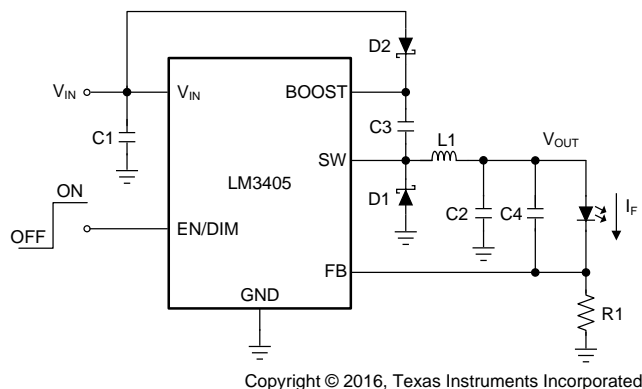 D2
V_IN
V_IN
BOOST
C1
C3
L1
V_OUT
SW
LM3405
ON
D1
C2
C4
I_F
OFF
EN/DIM
FB
GND
R1
Copyright © 2016, Texas Instruments Incorporated